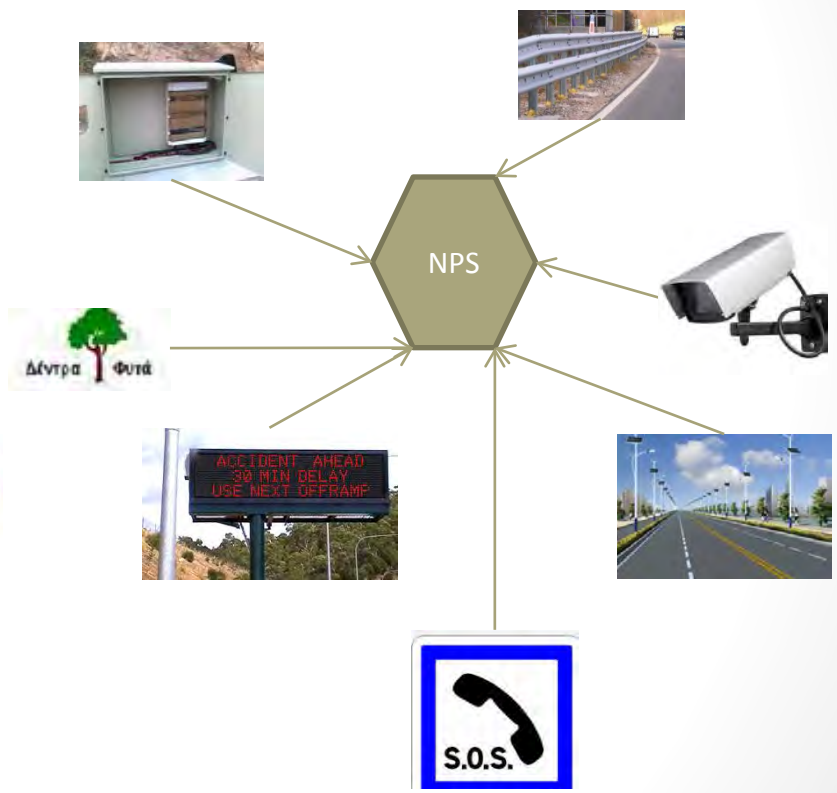 NPS
Δέντρα Φυτά
ACCIDENT AHEAD
30 MIN DELAY
USE NEXT OFFRAMP
S.O.S.